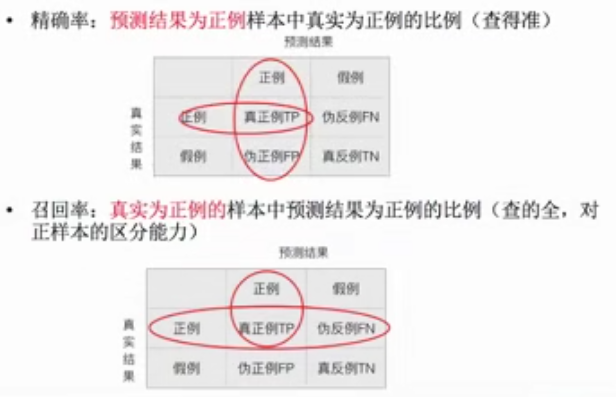 • 精确率：预测结果为正例样本中真实为正例的比例（查得准）
预测结果
正例 假例
真实结果
正例 真正例TP 伪反例FN
假例 伪正例FP 真反例TN
• 召回率：真实为正例的样本中预测结果为正例的比例（查的全，对
正样本的区分能力）
预测结果
正例 假例
真实结果
正例 真正例TP 伪反例FN
假例 伪正例FP 真反例TN